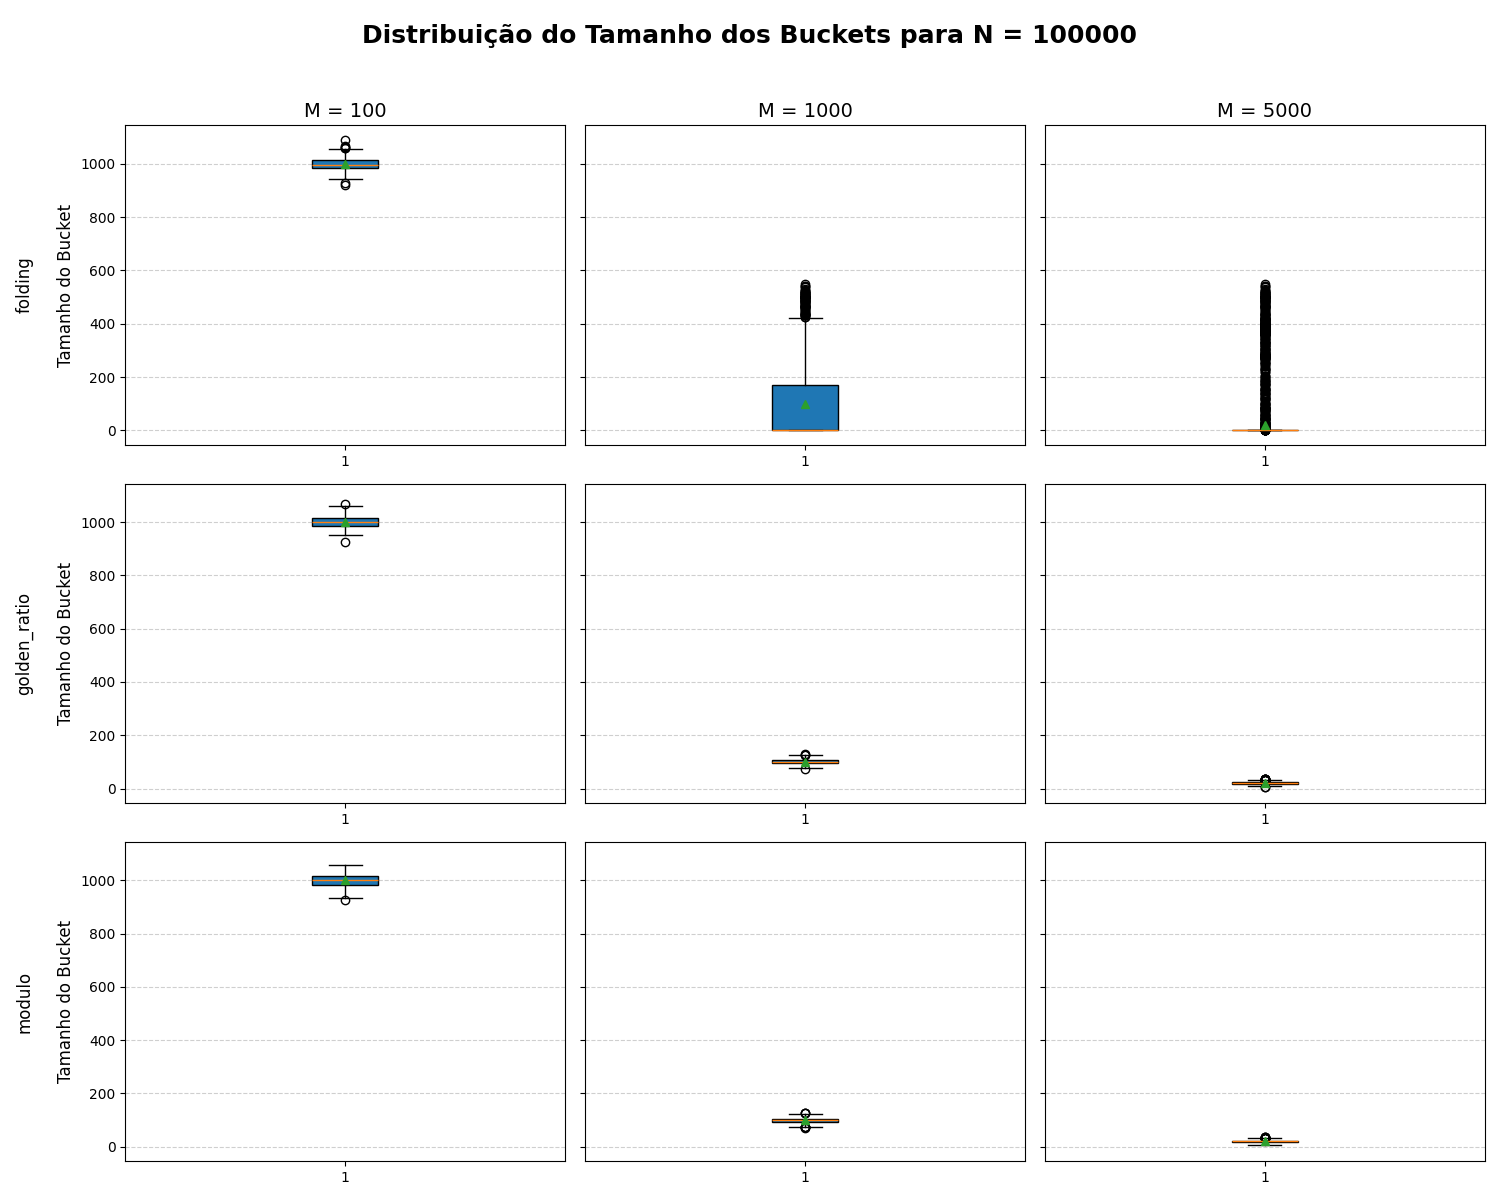 Distribuição do Tamanho dos Buckets para N = 100000
M = 100
M = 1000
M = 5000
folding
Tamanho do Bucket
1000
800
600
400
200
0
1
1
1
golden_ratio
Tamanho do Bucket
1000
800
600
400
200
0
1
1
1
modulo
Tamanho do Bucket
1000
800
600
400
200
0
1
1
1